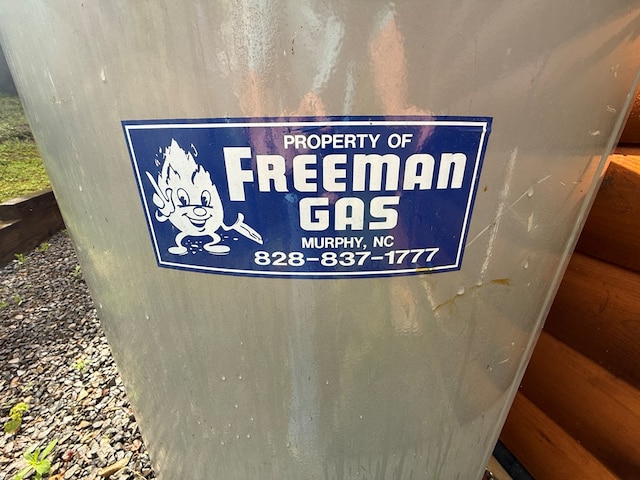 PROPERTY OF
FREEMAN
GAS
MURPHY, NC
828-837-1777